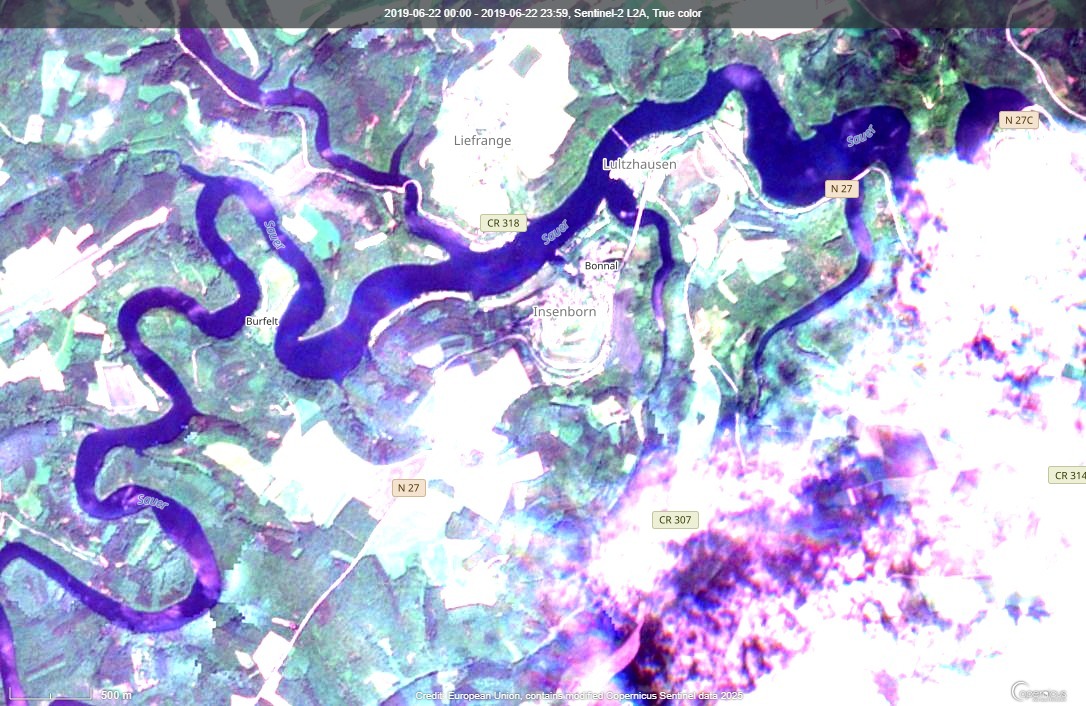 2019-06-22 00:00 - 2019-06-22 23:59, Sentinel-2 L2A, True color
N 27C
Liefrange
Sauer
Lultzhausen
N 27
CR 318
Sauer
Sauer
Bonnal
Insenborn
Burfelt
CR 314
N 27
Sauer
CR 307
500 m
Credit: European Union, contains modified Copernicus Sentinel data 2025
Copernicus